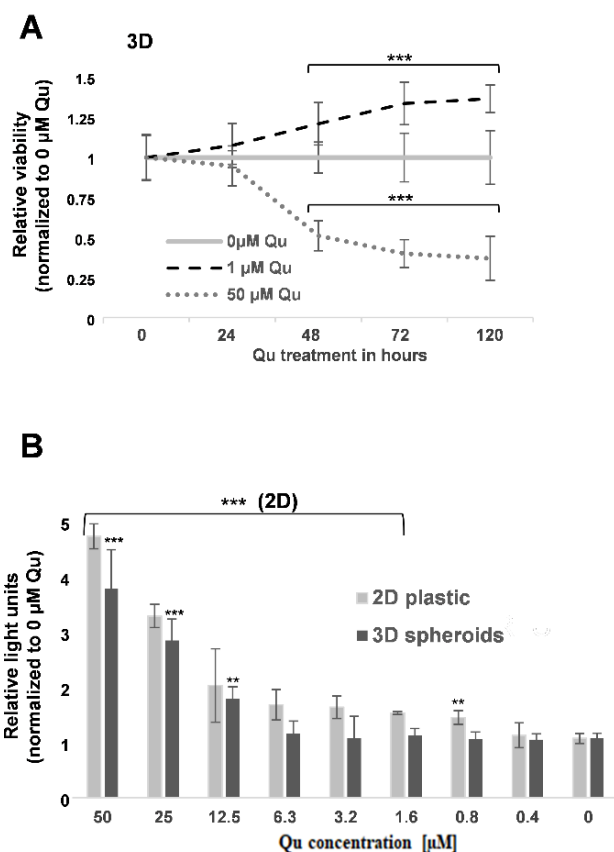 A
3D
***
1.5
1.25
1
0.75
0.5
0.25
0
Relative viability
(normalized to 0 µM Qu)
***
0µM Qu
1 µM Qu
50 µM Qu
0 24 48 72 120
Qu treatment in hours
B
*** (2D)
5
4
3
2
1
0
Relative light units
(normalized to 0 µM Qu)
***
***
**
**
2D plastic
3D spheroids
50 25 12.5 6.3 3.2 1.6 0.8 0.4 0
Qu concentration [µM]